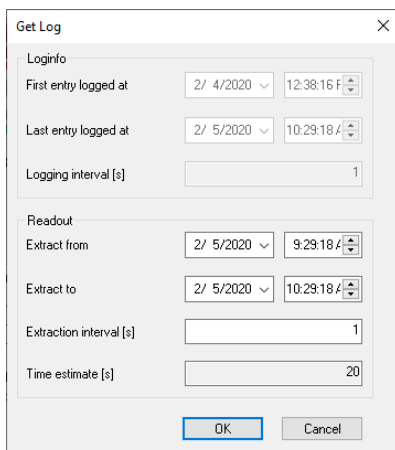 Get Log
Loginfo
First entry logged at 2/ 4/2020 12:38:16 F
Last entry logged at 2/ 5/2020 10:29:18 A
Logging interval [s] 1
Readout
Extract from 2/ 5/2020 9:29:18 A
Extract to 2/ 5/2020 10:29:18 A
Extraction interval [s] 1
Time estimate [s] 20
OK Cancel